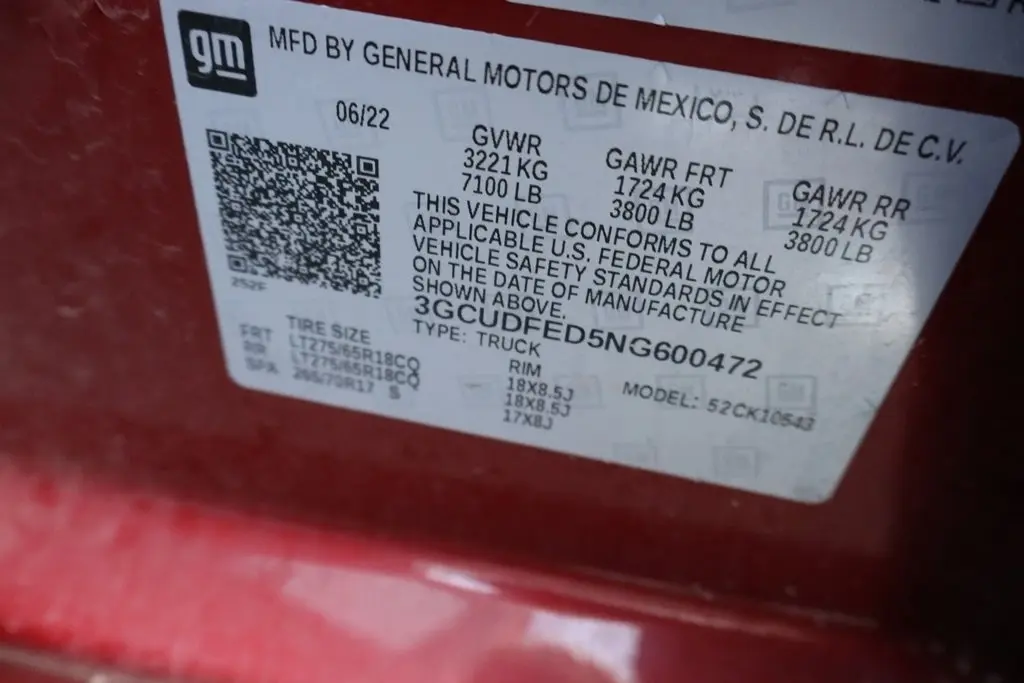 gm
MFD BY GENERAL MOTORS DE MEXICO, S. DE R.L. DE C.V.
06/22
GVWR
3221 KG
7100 LB
GAWR FRT
1724 KG
3800 LB
GAWR RR
1724 KG
3800 LB
THIS VEHICLE CONFORMS TO ALL
APPLICABLE U.S. FEDERAL MOTOR
VEHICLE SAFETY STANDARDS IN EFFECT
ON THE DATE OF MANUFACTURE
SHOWN ABOVE.
3GCUDFED5NG600472
TYPE: TRUCK
MODEL: 52CK10543
252F
TIRE SIZE RIM
FRT LT275/65R18CQ 18X8.5J
RR LT275/65R18CQ 18X8.5J
SPA 265/70R17 S 17X8J